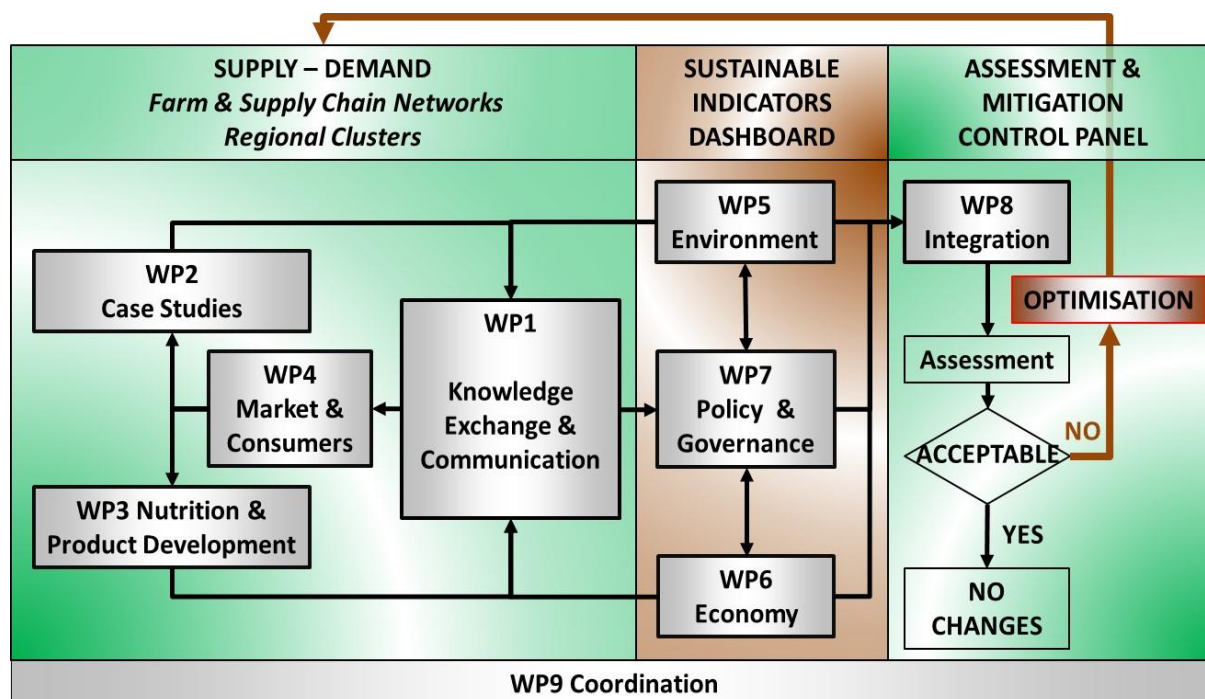 SUPPLY – DEMAND
Farm & Supply Chain Networks
Regional Clusters
SUSTAINABLE
INDICATORS
DASHBOARD
ASSESSMENT &
MITIGATION
CONTROL PANEL
WP2
Case Studies
WP4
Market &
Consumers
WP3 Nutrition &
Product Development
WP1
Knowledge
Exchange &
Communication
WP5
Environment
WP7
Policy &
Governance
WP6
Economy
WP8
Integration
OPTIMISATION
Assessment
ACCEPTABLE
NO
YES
NO
CHANGES
WP9 Coordination